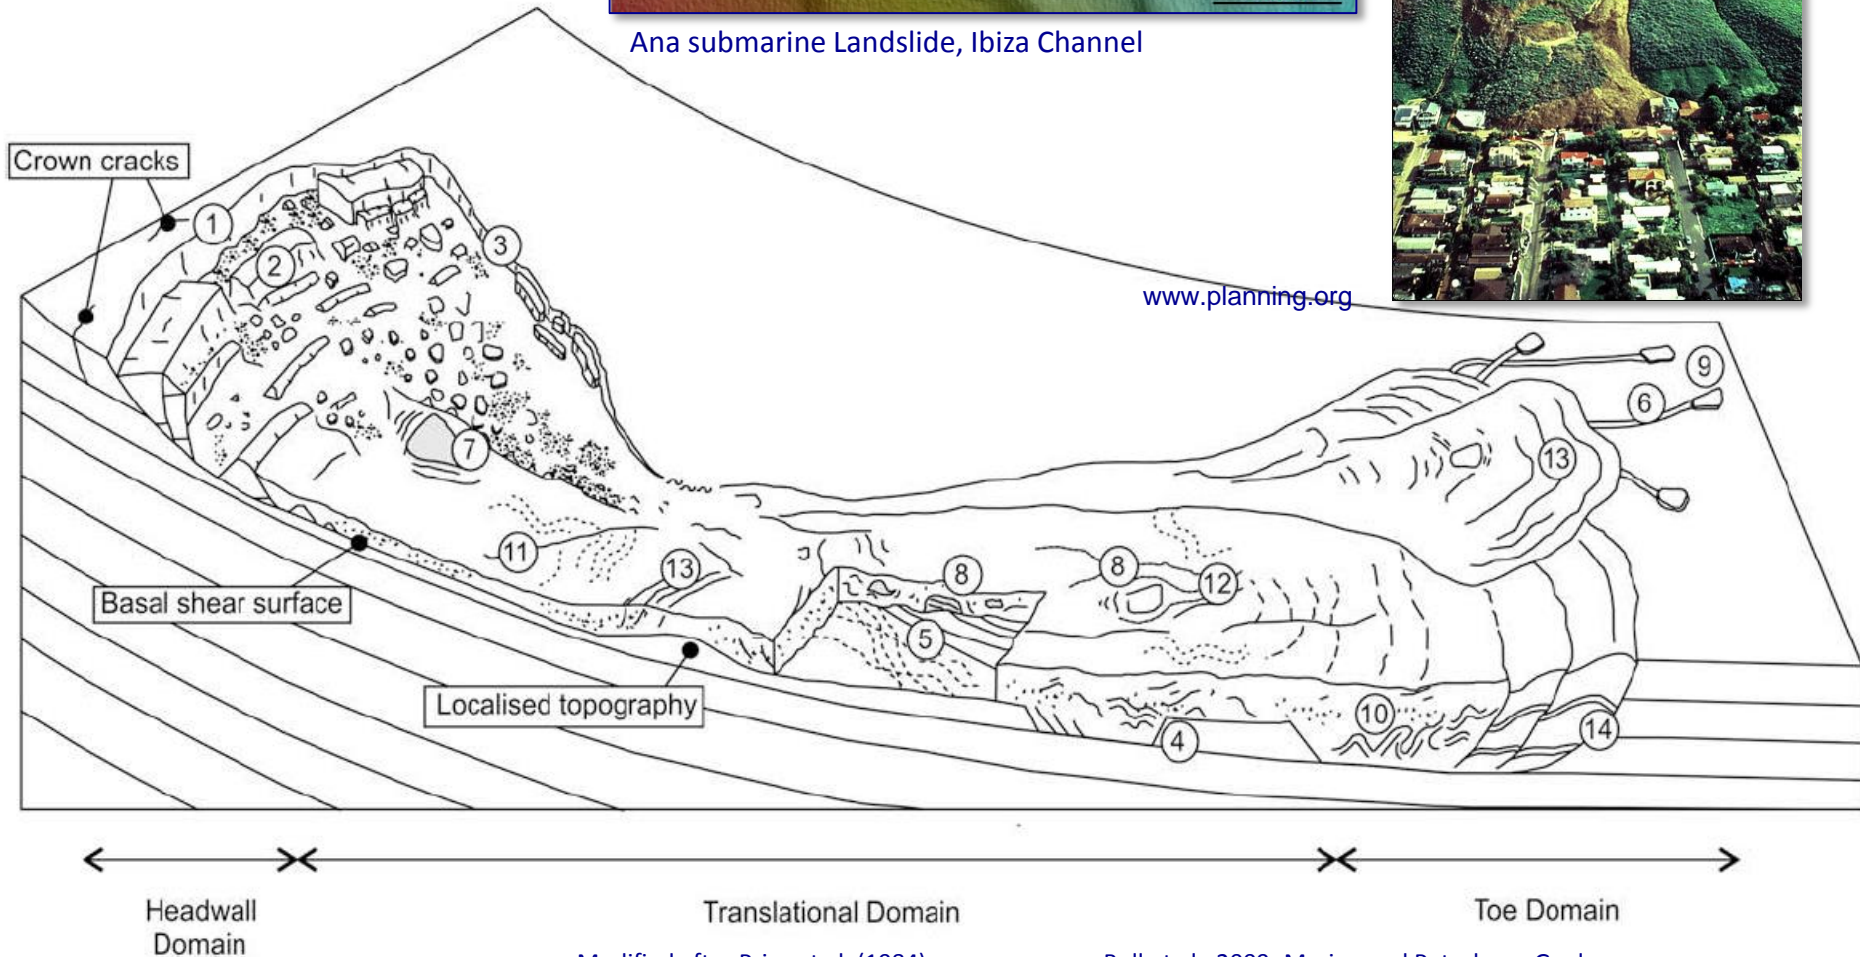 Ana submarine Landslide, Ibiza Channel
Crown cracks
1
2
3
www.planning.org
9
6
7
13
11
13
8
8
12
Basal shear surface
5
Localised topography
10
4
14
Headwall
Domain
Translational Domain
Toe Domain